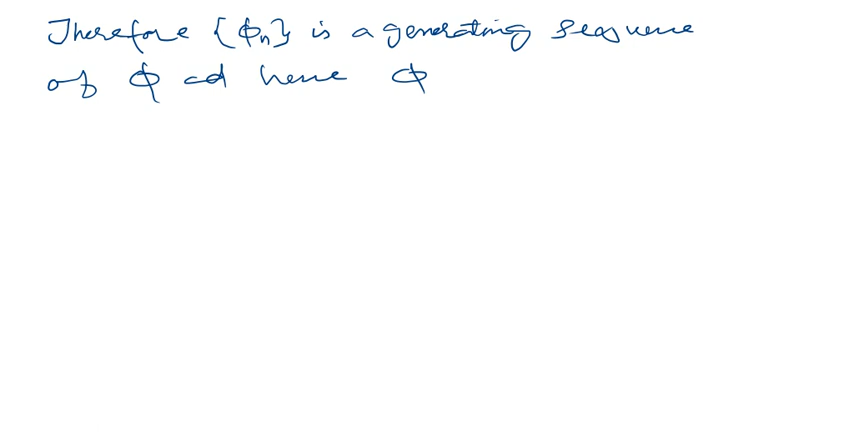 Therefore {ϕn} is a generating sequence
of ϕ and hence ϕ